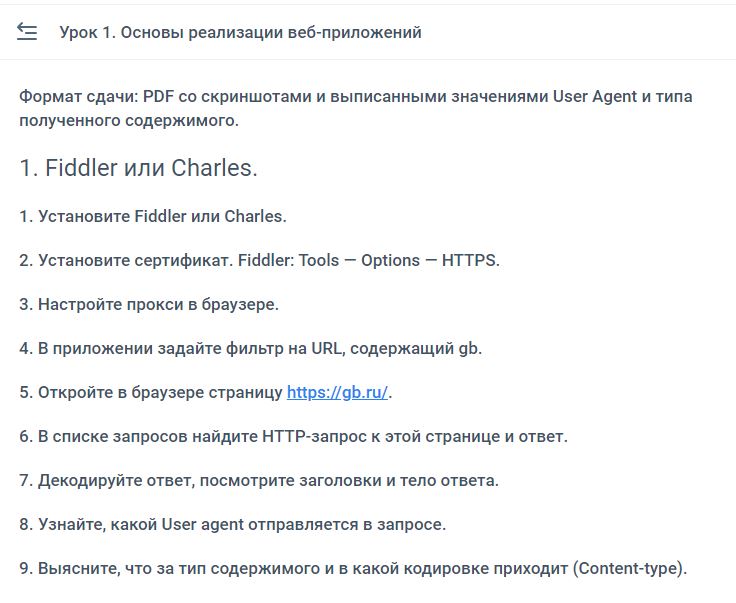 Урок 1. Основы реализации веб-приложений
Формат сдачи: PDF со скриншотами и выписанными значениями User Agent и типа
полученного содержимого.
1. Fiddler или Charles.
1. Установите Fiddler или Charles.
2. Установите сертификат. Fiddler: Tools — Options — HTTPS.
3. Настройте прокси в браузере.
4. В приложении задайте фильтр на URL, содержащий gb.
5. Откройте в браузере страницу https://gb.ru/.
6. В списке запросов найдите HTTP-запрос к этой странице и ответ.
7. Декодируйте ответ, посмотрите заголовки и тело ответа.
8. Узнайте, какой User agent отправляется в запросе.
9. Выясните, что за тип содержимого и в какой кодировке приходит (Content-type).